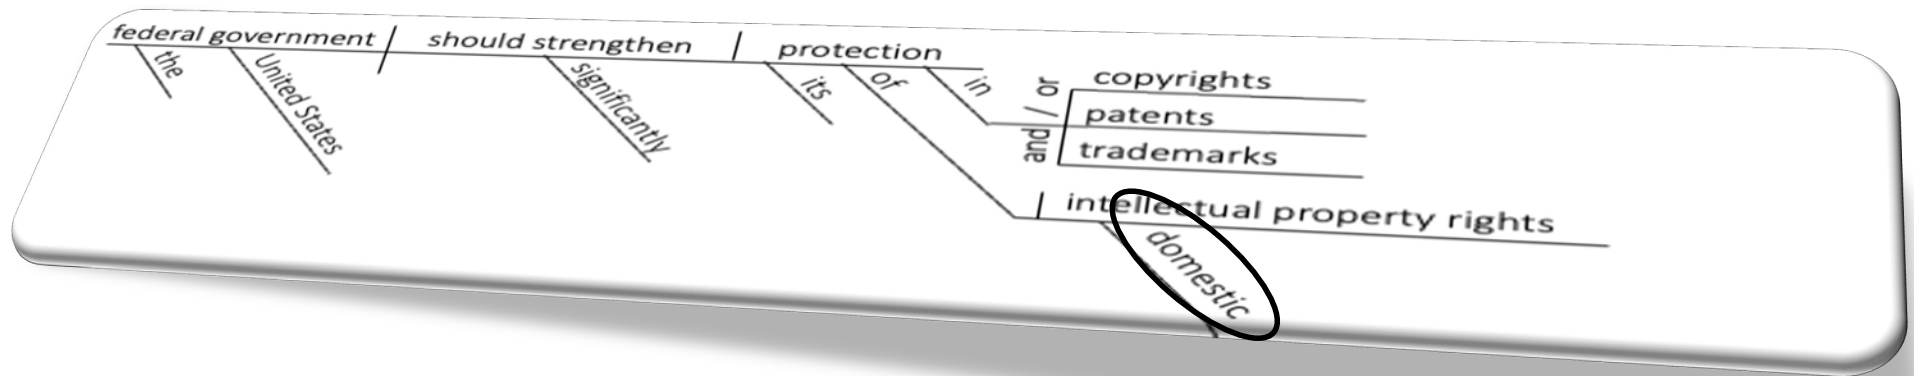 federal government should strengthen protection
the United States significantly its of in
and / or
copyrights
patents
trademarks
intellectual property rights
domestic